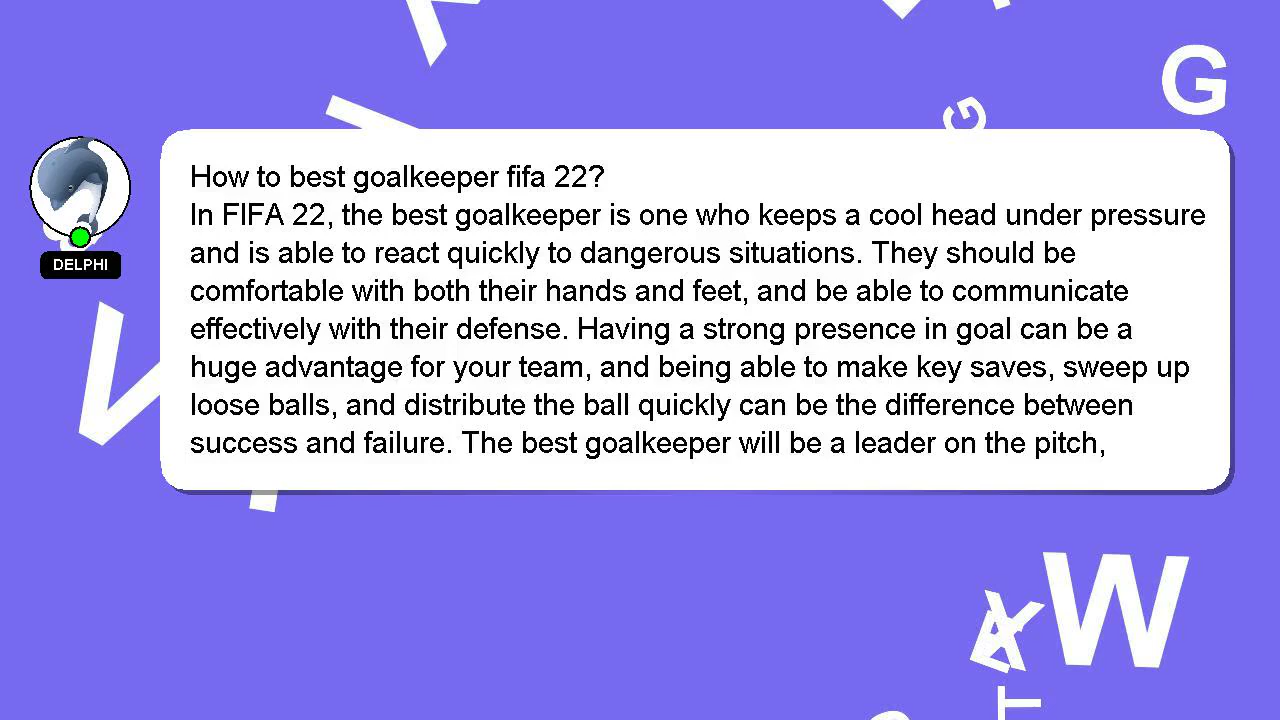 G
G
How to best goalkeeper fifa 22?
In FIFA 22, the best goalkeeper is one who keeps a cool head under pressure
and is able to react quickly to dangerous situations. They should be
comfortable with both their hands and feet, and be able to communicate
effectively with their defense. Having a strong presence in goal can be a
huge advantage for your team, and being able to make key saves, sweep up
loose balls, and distribute the ball quickly can be the difference between
success and failure. The best goalkeeper will be a leader on the pitch,
DELPHI
V
W
X
T